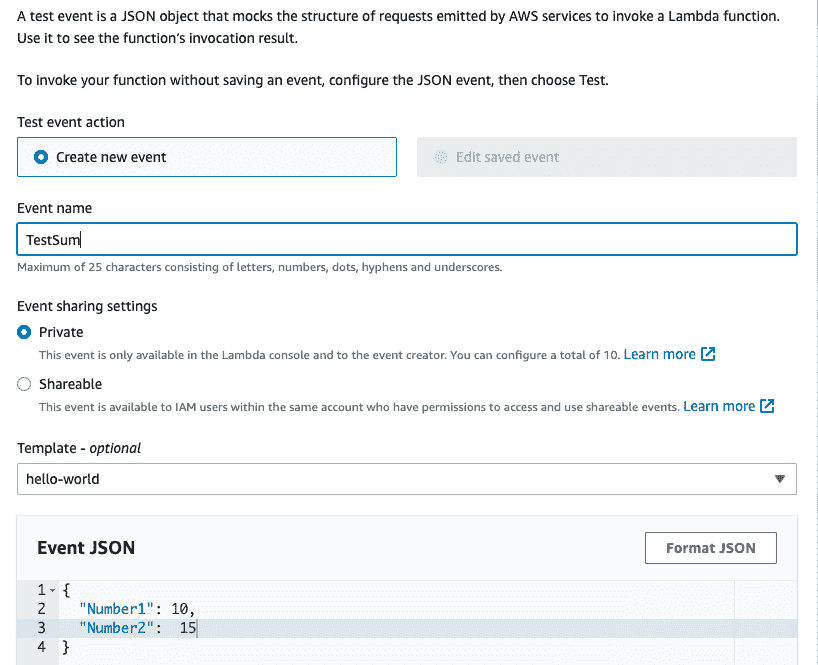 A test event is a JSON object that mocks the structure of requests emitted by AWS services to invoke a Lambda function.
Use it to see the function’s invocation result.
To invoke your function without saving an event, configure the JSON event, then choose Test.
Test event action
Create new event
Edit saved event
Event name
TestSum
Maximum of 25 characters consisting of letters, numbers, dots, hyphens and underscores.
Event sharing settings
Private
This event is only available in the Lambda console and to the event creator. You can configure a total of 10. Learn more
Shareable
This event is available to IAM users within the same account who have permissions to access and use shareable events. Learn more
Template - optional
hello-world
Event JSON
Format JSON
1 {
2 "Number1": 10,
3 "Number2":  15
4 }